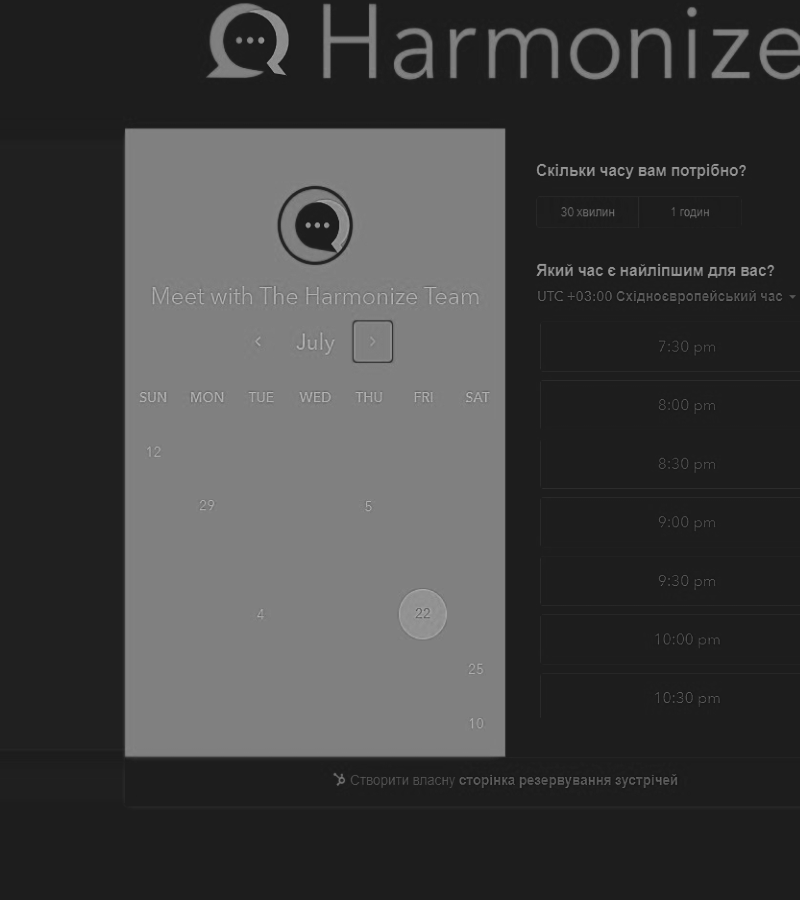 Harmonize
Meet with The Harmonize Team
July
SUN MON TUE WED THU FRI SAT
12
29 5
4 22
25
10
Скільки часу вам потрібно?
30 хвилин 1 годин
Який час є найліпшим для вас?
UTC +03:00 Східноєвропейський час
7:30 pm
8:00 pm
8:30 pm
9:00 pm
9:30 pm
10:00 pm
10:30 pm
Створити власну сторінка резервування зустрічей